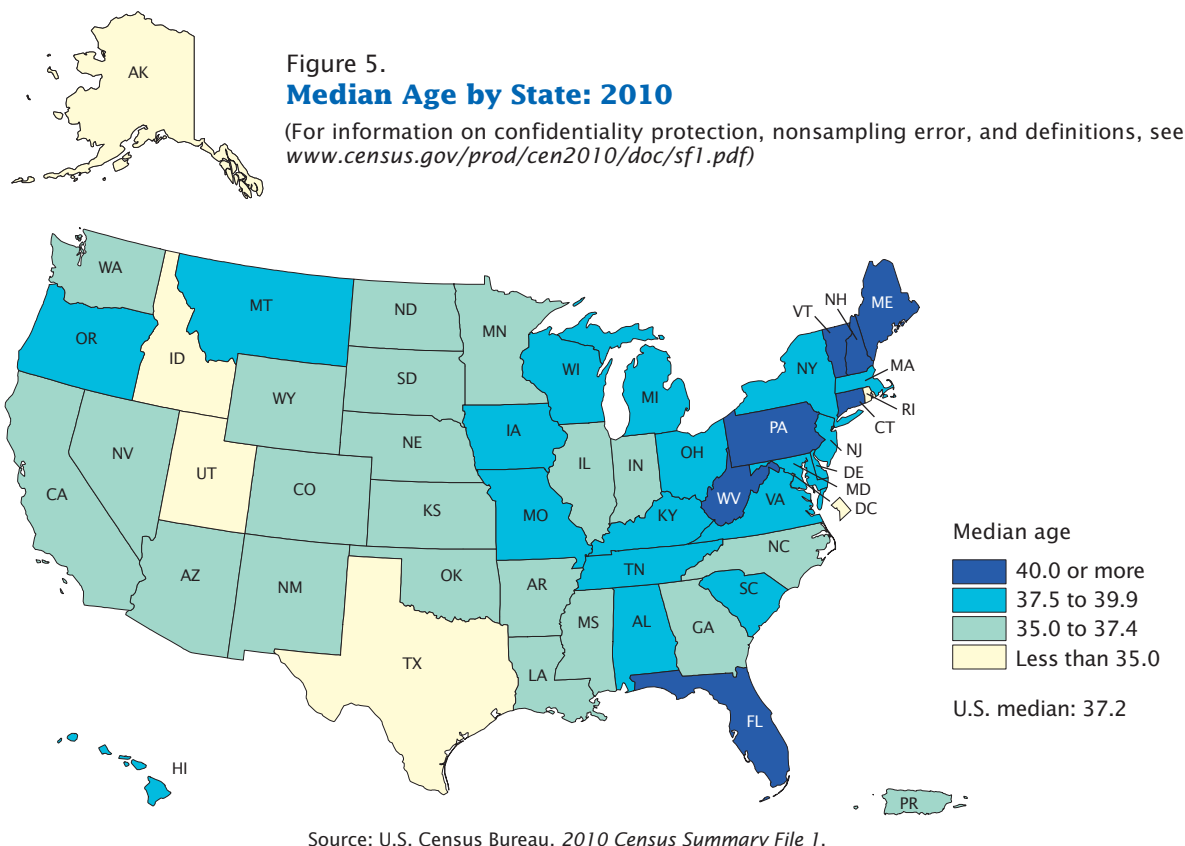 AK
Figure 5.
Median Age by State: 2010
(For information on confidentiality protection, nonsampling error, and definitions, see
www.census.gov/prod/cen2010/doc/sf1.pdf)
WA
MT
ND
MN
VT
NH
ME
OR
ID
WY
SD
WI
MI
NY
MA
RI
CT
NV
UT
CO
NE
IA
IL
IN
OH
PA
NJ
DE
MD
DC
CA
KS
MO
KY
WV
VA
AZ
NM
OK
AR
TN
NC
SC
TX
LA
MS
AL
GA
FL
HI
PR
Median age
40.0 or more
37.5 to 39.9
35.0 to 37.4
Less than 35.0
U.S. median: 37.2
Source: U.S. Census Bureau, 2010 Census Summary File 1.